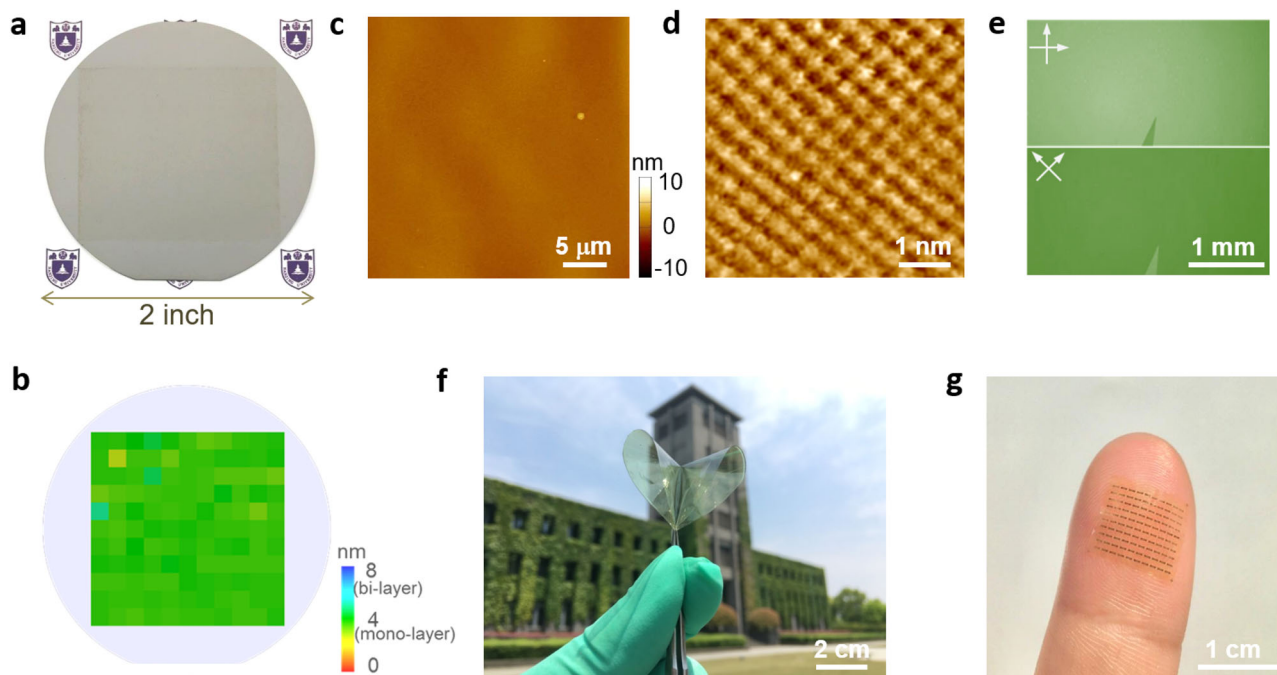 a
2 inch
b
nm
8
(bi-layer)
4
(mono-layer)
0
c
5 μm
nm
10
0
-10
d
1 nm
e
1 mm
f
2 cm
g
1 cm